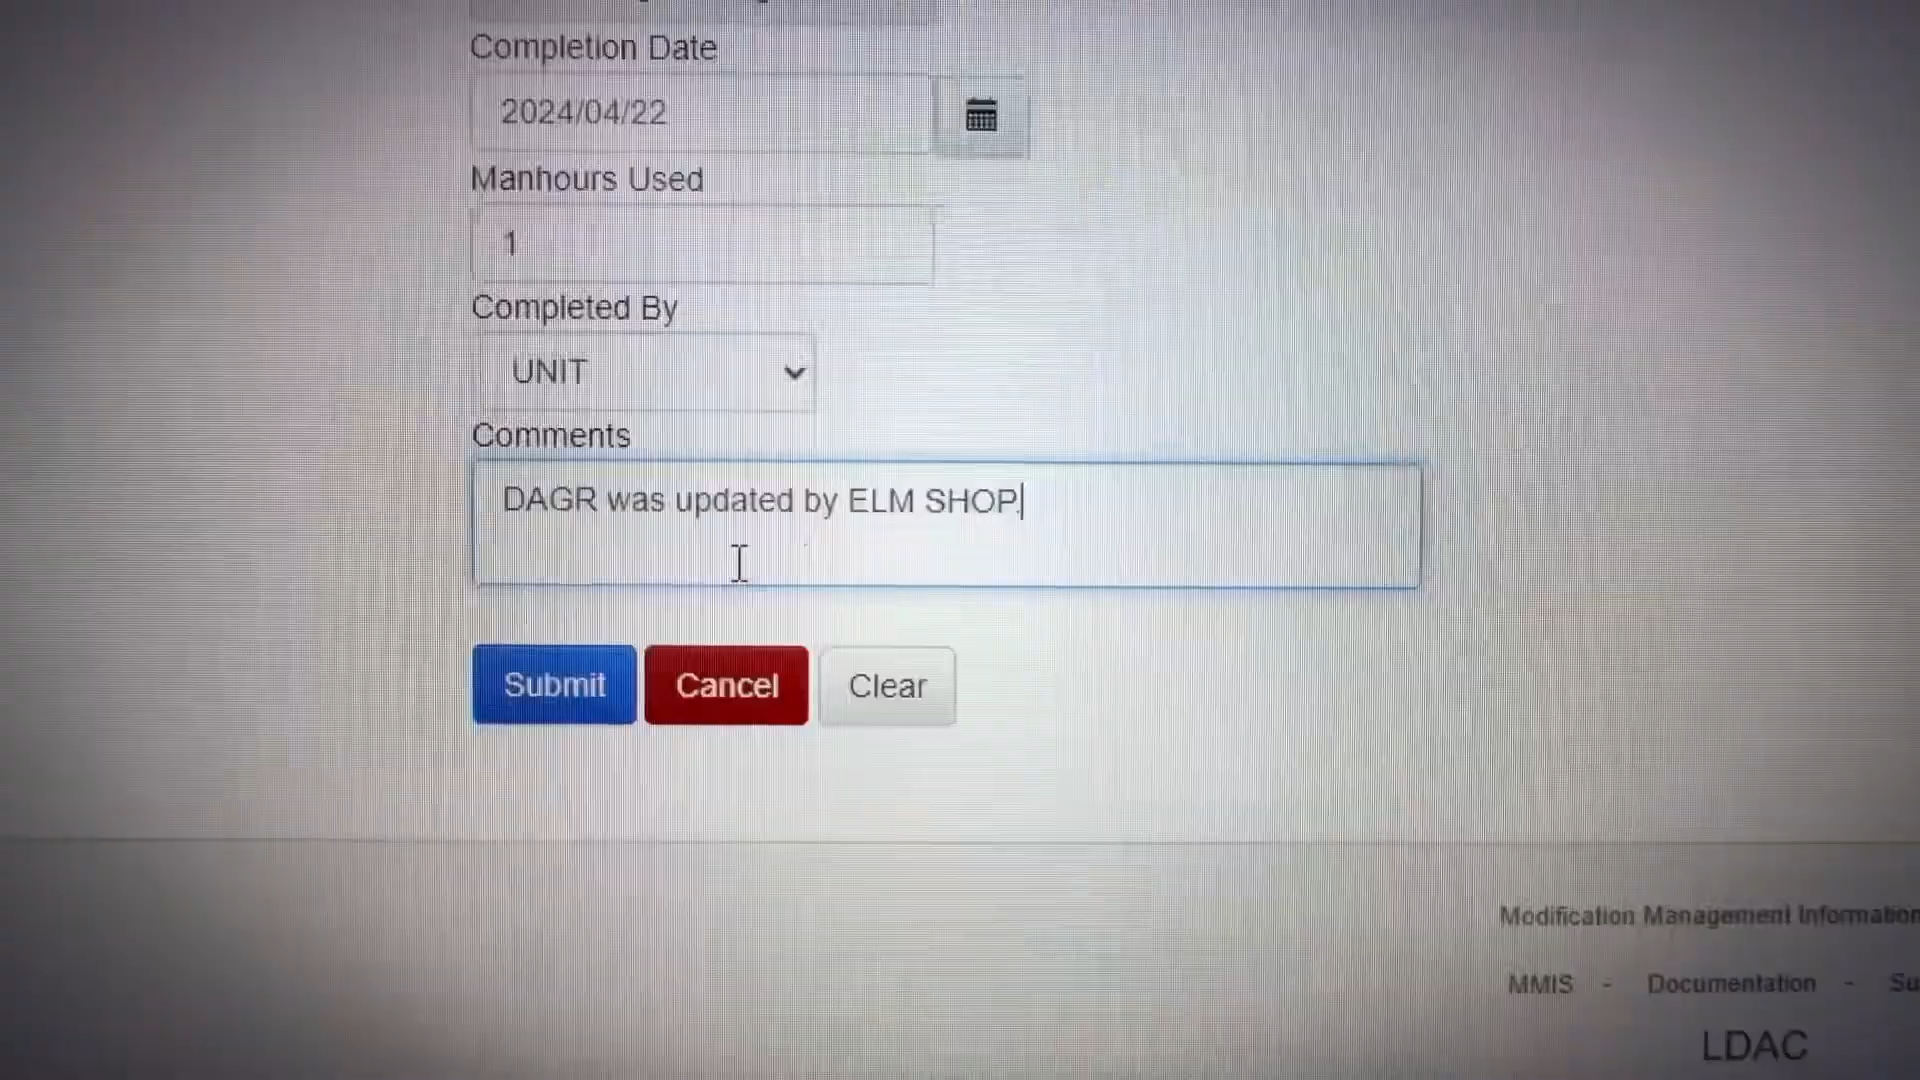 Completion Date
2024/04/22
Manhours Used
1
Completed By
UNIT
Comments
DAGR was updated by ELM SHOP.
Submit Cancel Clear
Modification Management Information
MMIS - Documentation -
LDAC